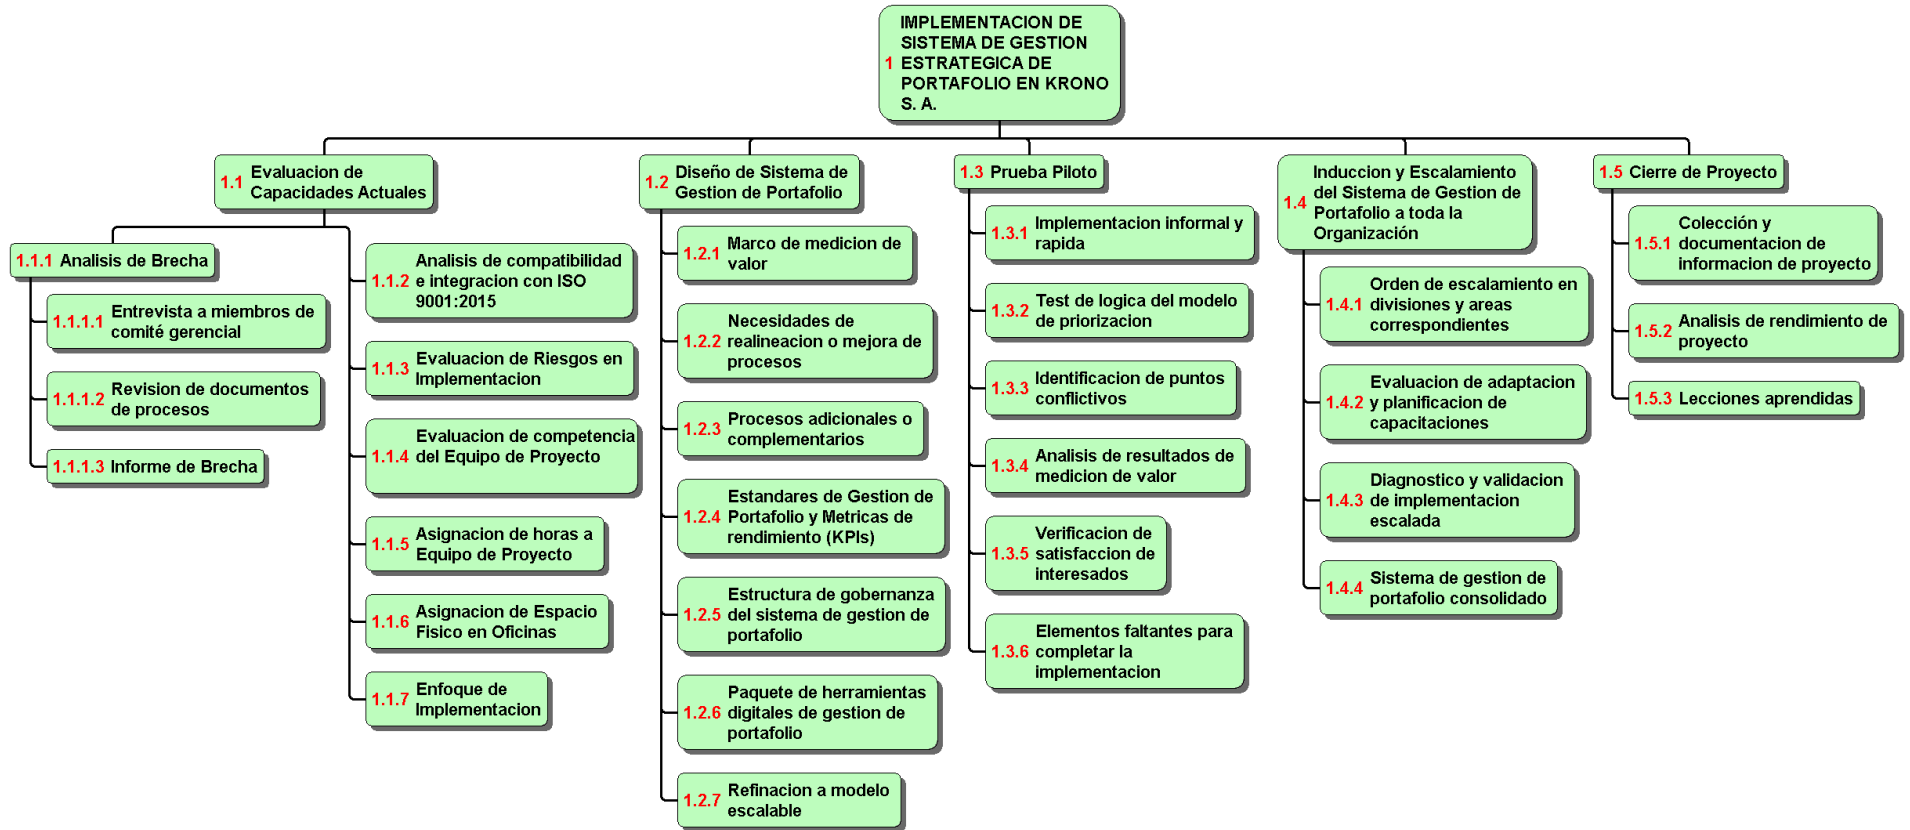 IMPLEMENTACION DE
SISTEMA DE GESTION
1 ESTRATEGICA DE
PORTAFOLIO EN KRONO
S. A.
1.1 Evaluacion de
Capacidades Actuales
1.1.1 Analisis de Brecha
1.1.1.1 Entrevista a miembros de
comité gerencial
1.1.1.2 Revision de documentos
de procesos
1.1.1.3 Informe de Brecha
1.1.2 Analisis de compatibilidad
e integracion con ISO
9001:2015
1.1.3 Evaluacion de Riesgos en
Implementacion
1.1.4 Evaluacion de competencia
del Equipo de Proyecto
1.1.5 Asignacion de horas a
Equipo de Proyecto
1.1.6 Asignacion de Espacio
Fisico en Oficinas
1.1.7 Enfoque de
Implementacion
1.2 Diseño de Sistema de
Gestion de Portafolio
1.2.1 Marco de medicion de
valor
1.2.2 Necesidades de
realineacion o mejora de
procesos
1.2.3 Procesos adicionales o
complementarios
1.2.4 Estandares de Gestion de
Portafolio y Metricas de
rendimiento (KPIs)
1.2.5 Estructura de gobernanza
del sistema de gestion de
portafolio
1.2.6 Paquete de herramientas
digitales de gestion de
portafolio
1.2.7 Refinacion a modelo
escalable
1.3 Prueba Piloto
1.3.1 Implementacion informal y
rapida
1.3.2 Test de logica del modelo
de priorizacion
1.3.3 Identificacion de puntos
conflictivos
1.3.4 Analisis de resultados de
medicion de valor
1.3.5 Verificacion de
satisfaccion de
interesados
1.3.6 Elementos faltantes para
completar la
implementacion
1.4 Induccion y Escalamiento
del Sistema de Gestion de
Portafolio a toda la
Organización
1.4.1 Orden de escalamiento en
divisiones y areas
correspondientes
1.4.2 Evaluacion de adaptacion
y planificacion de
capacitaciones
1.4.3 Diagnostico y validacion
de implementacion
escalada
1.4.4 Sistema de gestion de
portafolio consolidado
1.5 Cierre de Proyecto
1.5.1 Colección y
documentacion de
informacion de proyecto
1.5.2 Analisis de rendimiento de
proyecto
1.5.3 Lecciones aprendidas